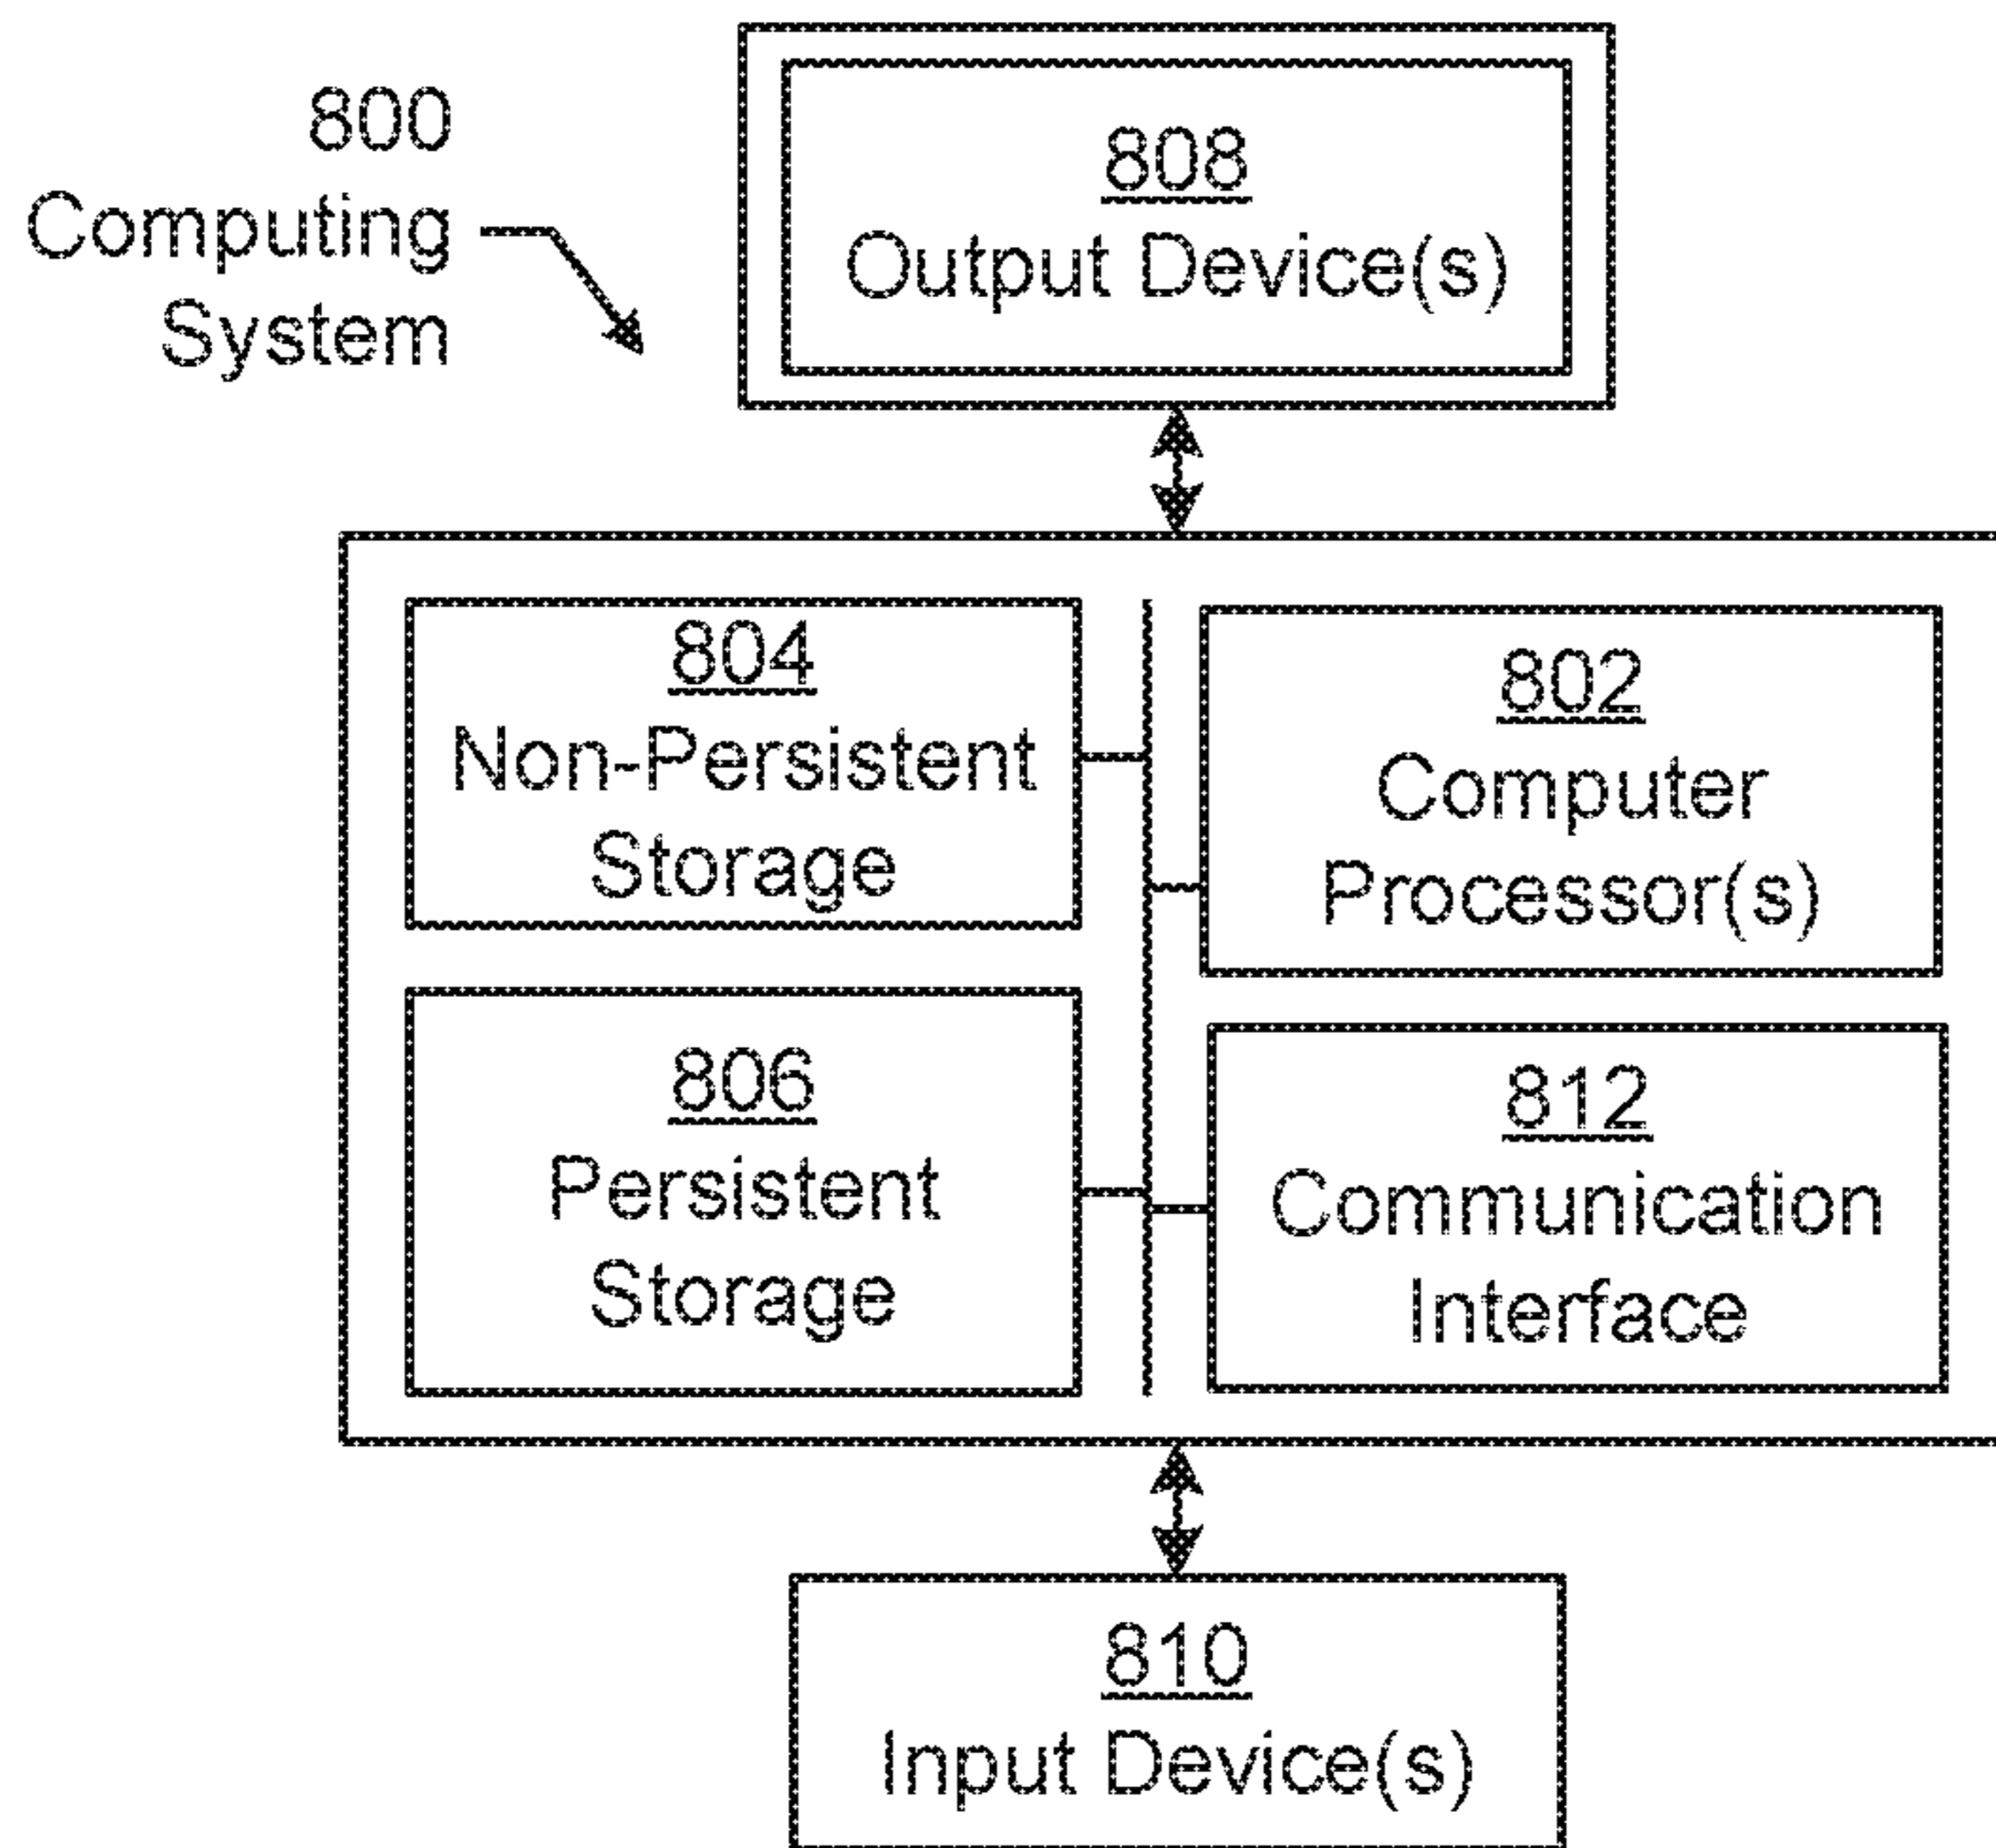 800
Computing
System
808
Output Device(s)
804
Non-Persistent
Storage
802
Computer
Processor(s)
806
Persistent
Storage
812
Communication
Interface
810
Input Device(s)